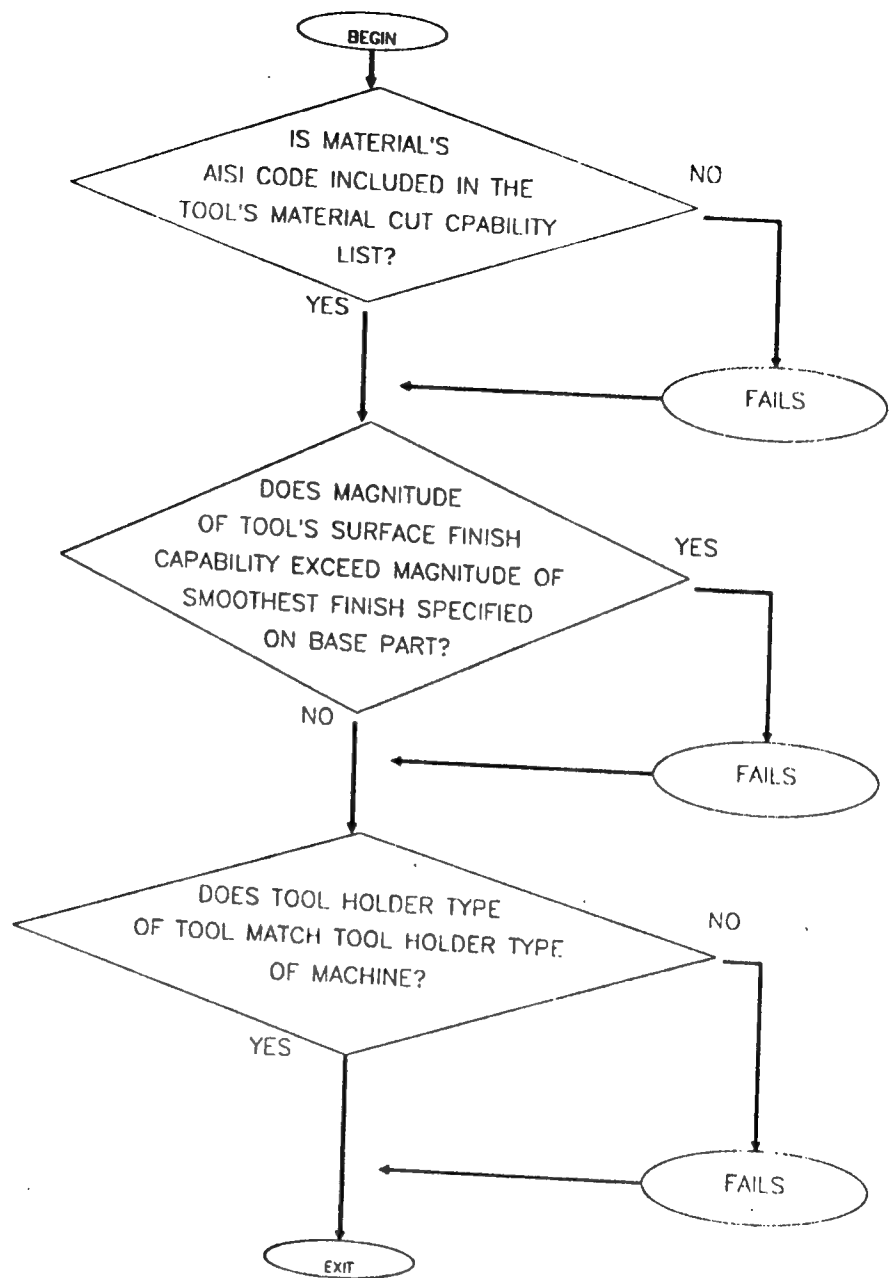 BEGIN
IS MATERIAL'S
AISI CODE INCLUDED IN THE
TOOL'S MATERIAL CUT CPABILITY
LIST?
NO
YES
FAILS
DOES MAGNITUDE
OF TOOL'S SURFACE FINISH
CAPABILITY EXCEED MAGNITUDE OF
SMOOTHEST FINISH SPECIFIED
ON BASE PART?
YES
NO
FAILS
DOES TOOL HOLDER TYPE
OF TOOL MATCH TOOL HOLDER TYPE
OF MACHINE?
NO
YES
FAILS
EXIT